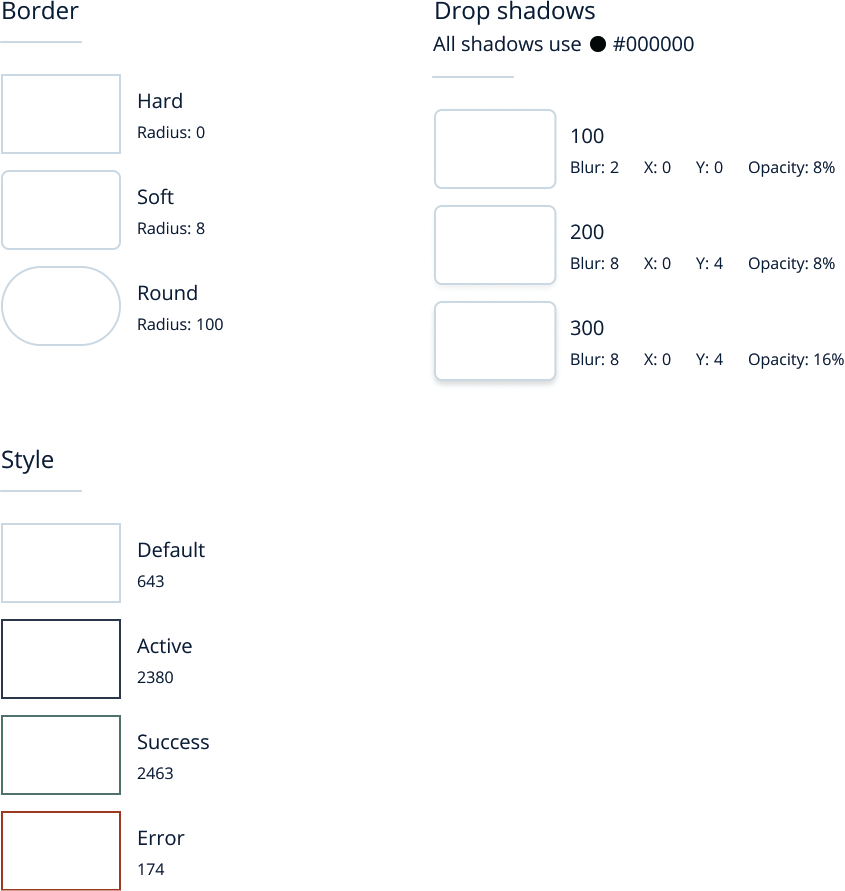 Border
Hard
Radius: 0
Soft
Radius: 8
Round
Radius: 100
Drop shadows
All shadows use #000000
100
Blur: 2 X: 0 Y: 0 Opacity: 8%
200
Blur: 8 X: 0 Y: 4 Opacity: 8%
300
Blur: 8 X: 0 Y: 4 Opacity: 16%
Style
Default
643
Active
2380
Success
2463
Error
174